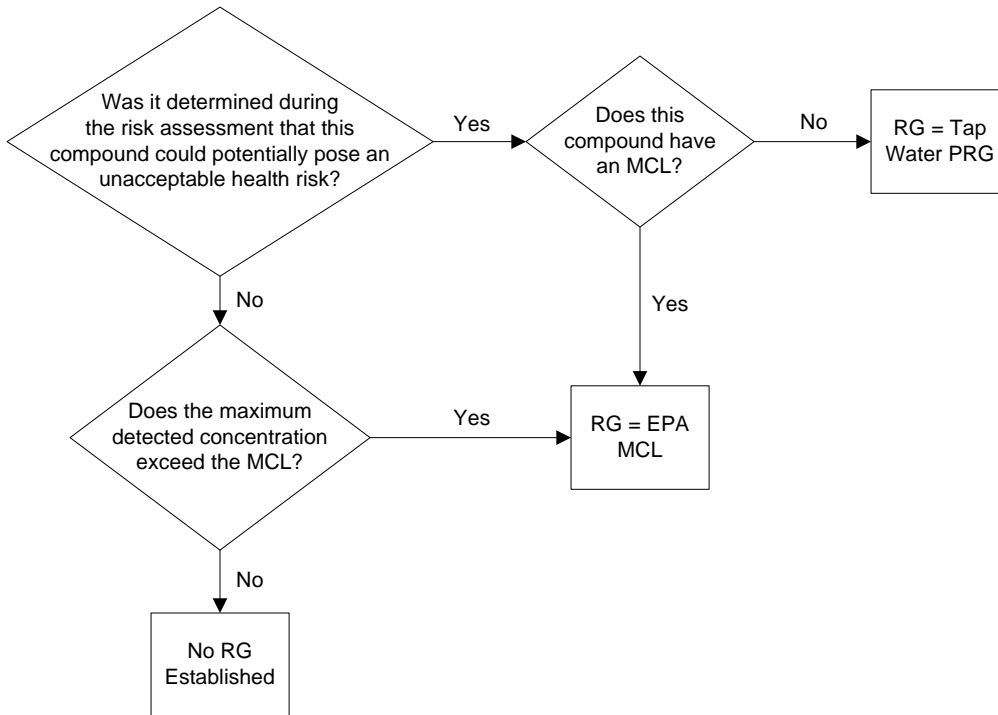 Was it determined during
the risk assessment that this
compound could potentially pose an
unacceptable health risk?
Yes
Does this
compound have
an MCL?
No
RG = Tap
Water PRG
No
Yes
Does the maximum
detected concentration
exceed the MCL?
Yes
RG = EPA
MCL
No
No RG
Established